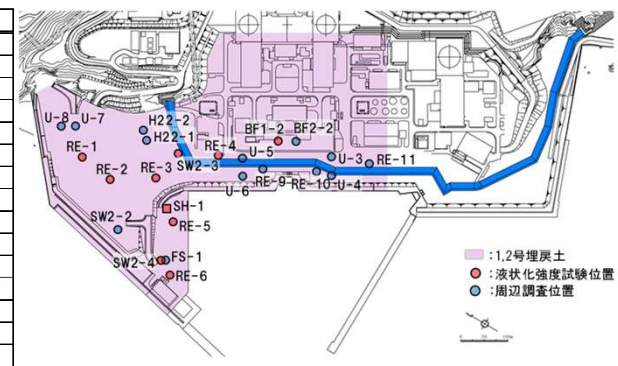 U-8
U-7
H22-2
H22-1
BF1-2
BF2-2
RE-1
RE-2
RE-3
SW2-3
RE-4
U-5
U-3
RE-11
U-6
RE-9
RE-10
U-4
SW2-2
SH-1
RE-5
SW2-4
FS-1
RE-6
:1,2号埋戻土
:液状化強度試験位置
:周辺調査位置